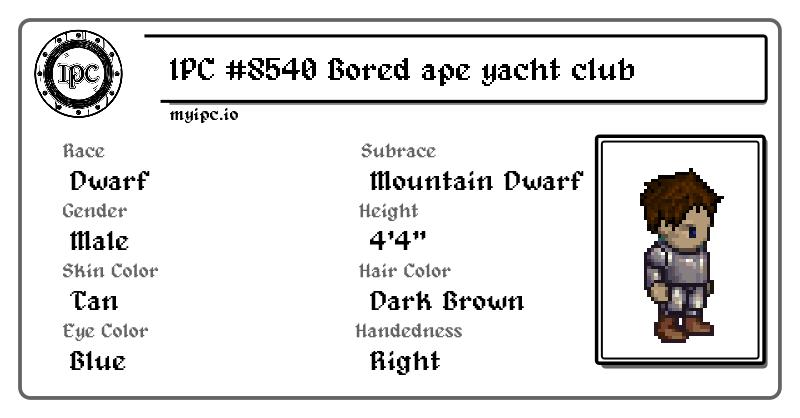 IPC
IPC #8540 Bored ape yacht club
myipc.io
Race
Dwarf
Subrace
Mountain Dwarf
Gender
Male
Height
4'4"
Skin Color
Tan
Hair Color
Dark Brown
Eye Color
Blue
Handedness
Right